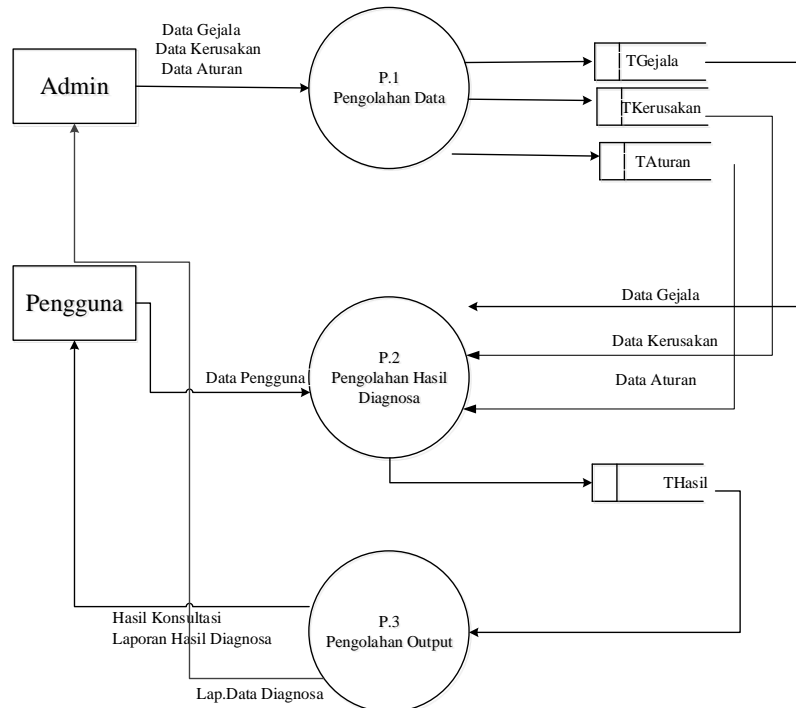 Data Gejala
Data Kerusakan
Data Aturan
Admin
P.1
Pengolahan Data
TGejala
TKerusakan
TAturan
Pengguna
Data Gejala
Data Kerusakan
Data Aturan
Data Pengguna
P.2
Pengolahan Hasil
Diagnosa
THasil
Hasil Konsultasi
Laporan Hasil Diagnosa
P.3
Pengolahan Output
Lap.Data Diagnosa